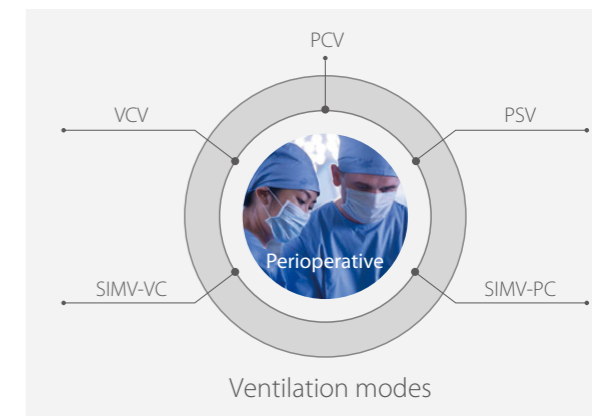 PCV
VCV
PSV
Perioperative
SIMV-VC
SIMV-PC
Ventilation modes